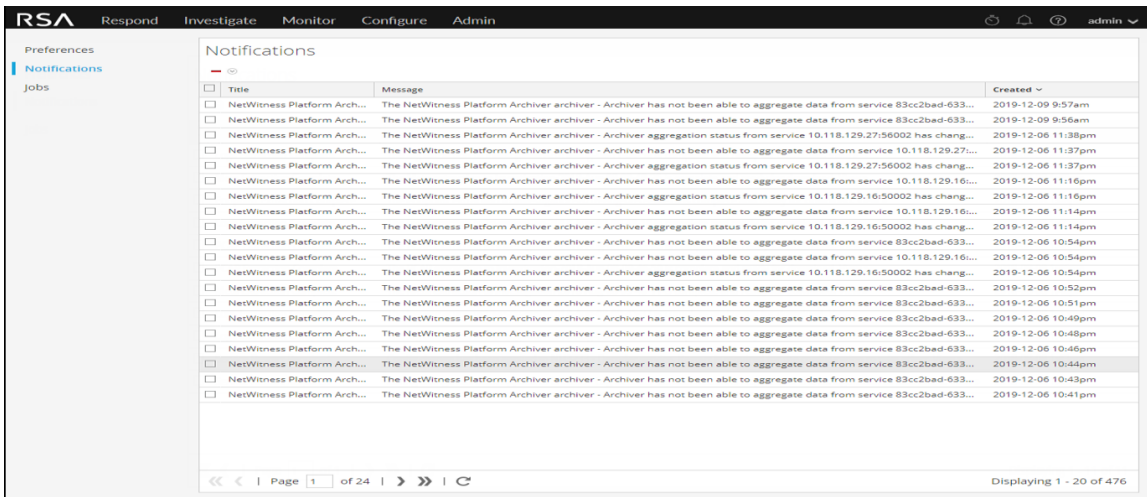 RSA Respond Investigate Monitor Configure Admin admin
Preferences
Notifications
Jobs
Notifications
Title Message Created
NetWitness Platform Arch... The NetWitness Platform Archiver archiver - Archiver has not been able to aggregate data from service 83cc2bad-633... 2019-12-09 9:57am
NetWitness Platform Arch... The NetWitness Platform Archiver archiver - Archiver has not been able to aggregate data from service 83cc2bad-633... 2019-12-09 9:56am
NetWitness Platform Arch... The NetWitness Platform Archiver archiver - Archiver aggregation status from service 10.118.129.27:56002 has chang... 2019-12-06 11:38pm
NetWitness Platform Arch... The NetWitness Platform Archiver archiver - Archiver has not been able to aggregate data from service 10.118.129.27:... 2019-12-06 11:37pm
NetWitness Platform Arch... The NetWitness Platform Archiver archiver - Archiver aggregation status from service 10.118.129.27:56002 has chang... 2019-12-06 11:37pm
NetWitness Platform Arch... The NetWitness Platform Archiver archiver - Archiver has not been able to aggregate data from service 10.118.129.16:... 2019-12-06 11:16pm
NetWitness Platform Arch... The NetWitness Platform Archiver archiver - Archiver aggregation status from service 10.118.129.16:50002 has chang... 2019-12-06 11:16pm
NetWitness Platform Arch... The NetWitness Platform Archiver archiver - Archiver has not been able to aggregate data from service 10.118.129.16:... 2019-12-06 11:14pm
NetWitness Platform Arch... The NetWitness Platform Archiver archiver - Archiver aggregation status from service 10.118.129.16:50002 has chang... 2019-12-06 11:14pm
NetWitness Platform Arch... The NetWitness Platform Archiver archiver - Archiver has not been able to aggregate data from service 83cc2bad-633... 2019-12-06 10:54pm
NetWitness Platform Arch... The NetWitness Platform Archiver archiver - Archiver has not been able to aggregate data from service 10.118.129.16:... 2019-12-06 10:54pm
NetWitness Platform Arch... The NetWitness Platform Archiver archiver - Archiver aggregation status from service 10.118.129.16:50002 has chang... 2019-12-06 10:54pm
NetWitness Platform Arch... The NetWitness Platform Archiver archiver - Archiver has not been able to aggregate data from service 83cc2bad-633... 2019-12-06 10:52pm
NetWitness Platform Arch... The NetWitness Platform Archiver archiver - Archiver has not been able to aggregate data from service 83cc2bad-633... 2019-12-06 10:51pm
NetWitness Platform Arch... The NetWitness Platform Archiver archiver - Archiver has not been able to aggregate data from service 83cc2bad-633... 2019-12-06 10:49pm
NetWitness Platform Arch... The NetWitness Platform Archiver archiver - Archiver has not been able to aggregate data from service 83cc2bad-633... 2019-12-06 10:48pm
NetWitness Platform Arch... The NetWitness Platform Archiver archiver - Archiver has not been able to aggregate data from service 83cc2bad-633... 2019-12-06 10:46pm
NetWitness Platform Arch... The NetWitness Platform Archiver archiver - Archiver has not been able to aggregate data from service 83cc2bad-633... 2019-12-06 10:44pm
NetWitness Platform Arch... The NetWitness Platform Archiver archiver - Archiver has not been able to aggregate data from service 83cc2bad-633... 2019-12-06 10:43pm
NetWitness Platform Arch... The NetWitness Platform Archiver archiver - Archiver has not been able to aggregate data from service 83cc2bad-633... 2019-12-06 10:41pm
Page 1 of 24 Displaying 1 - 20 of 476